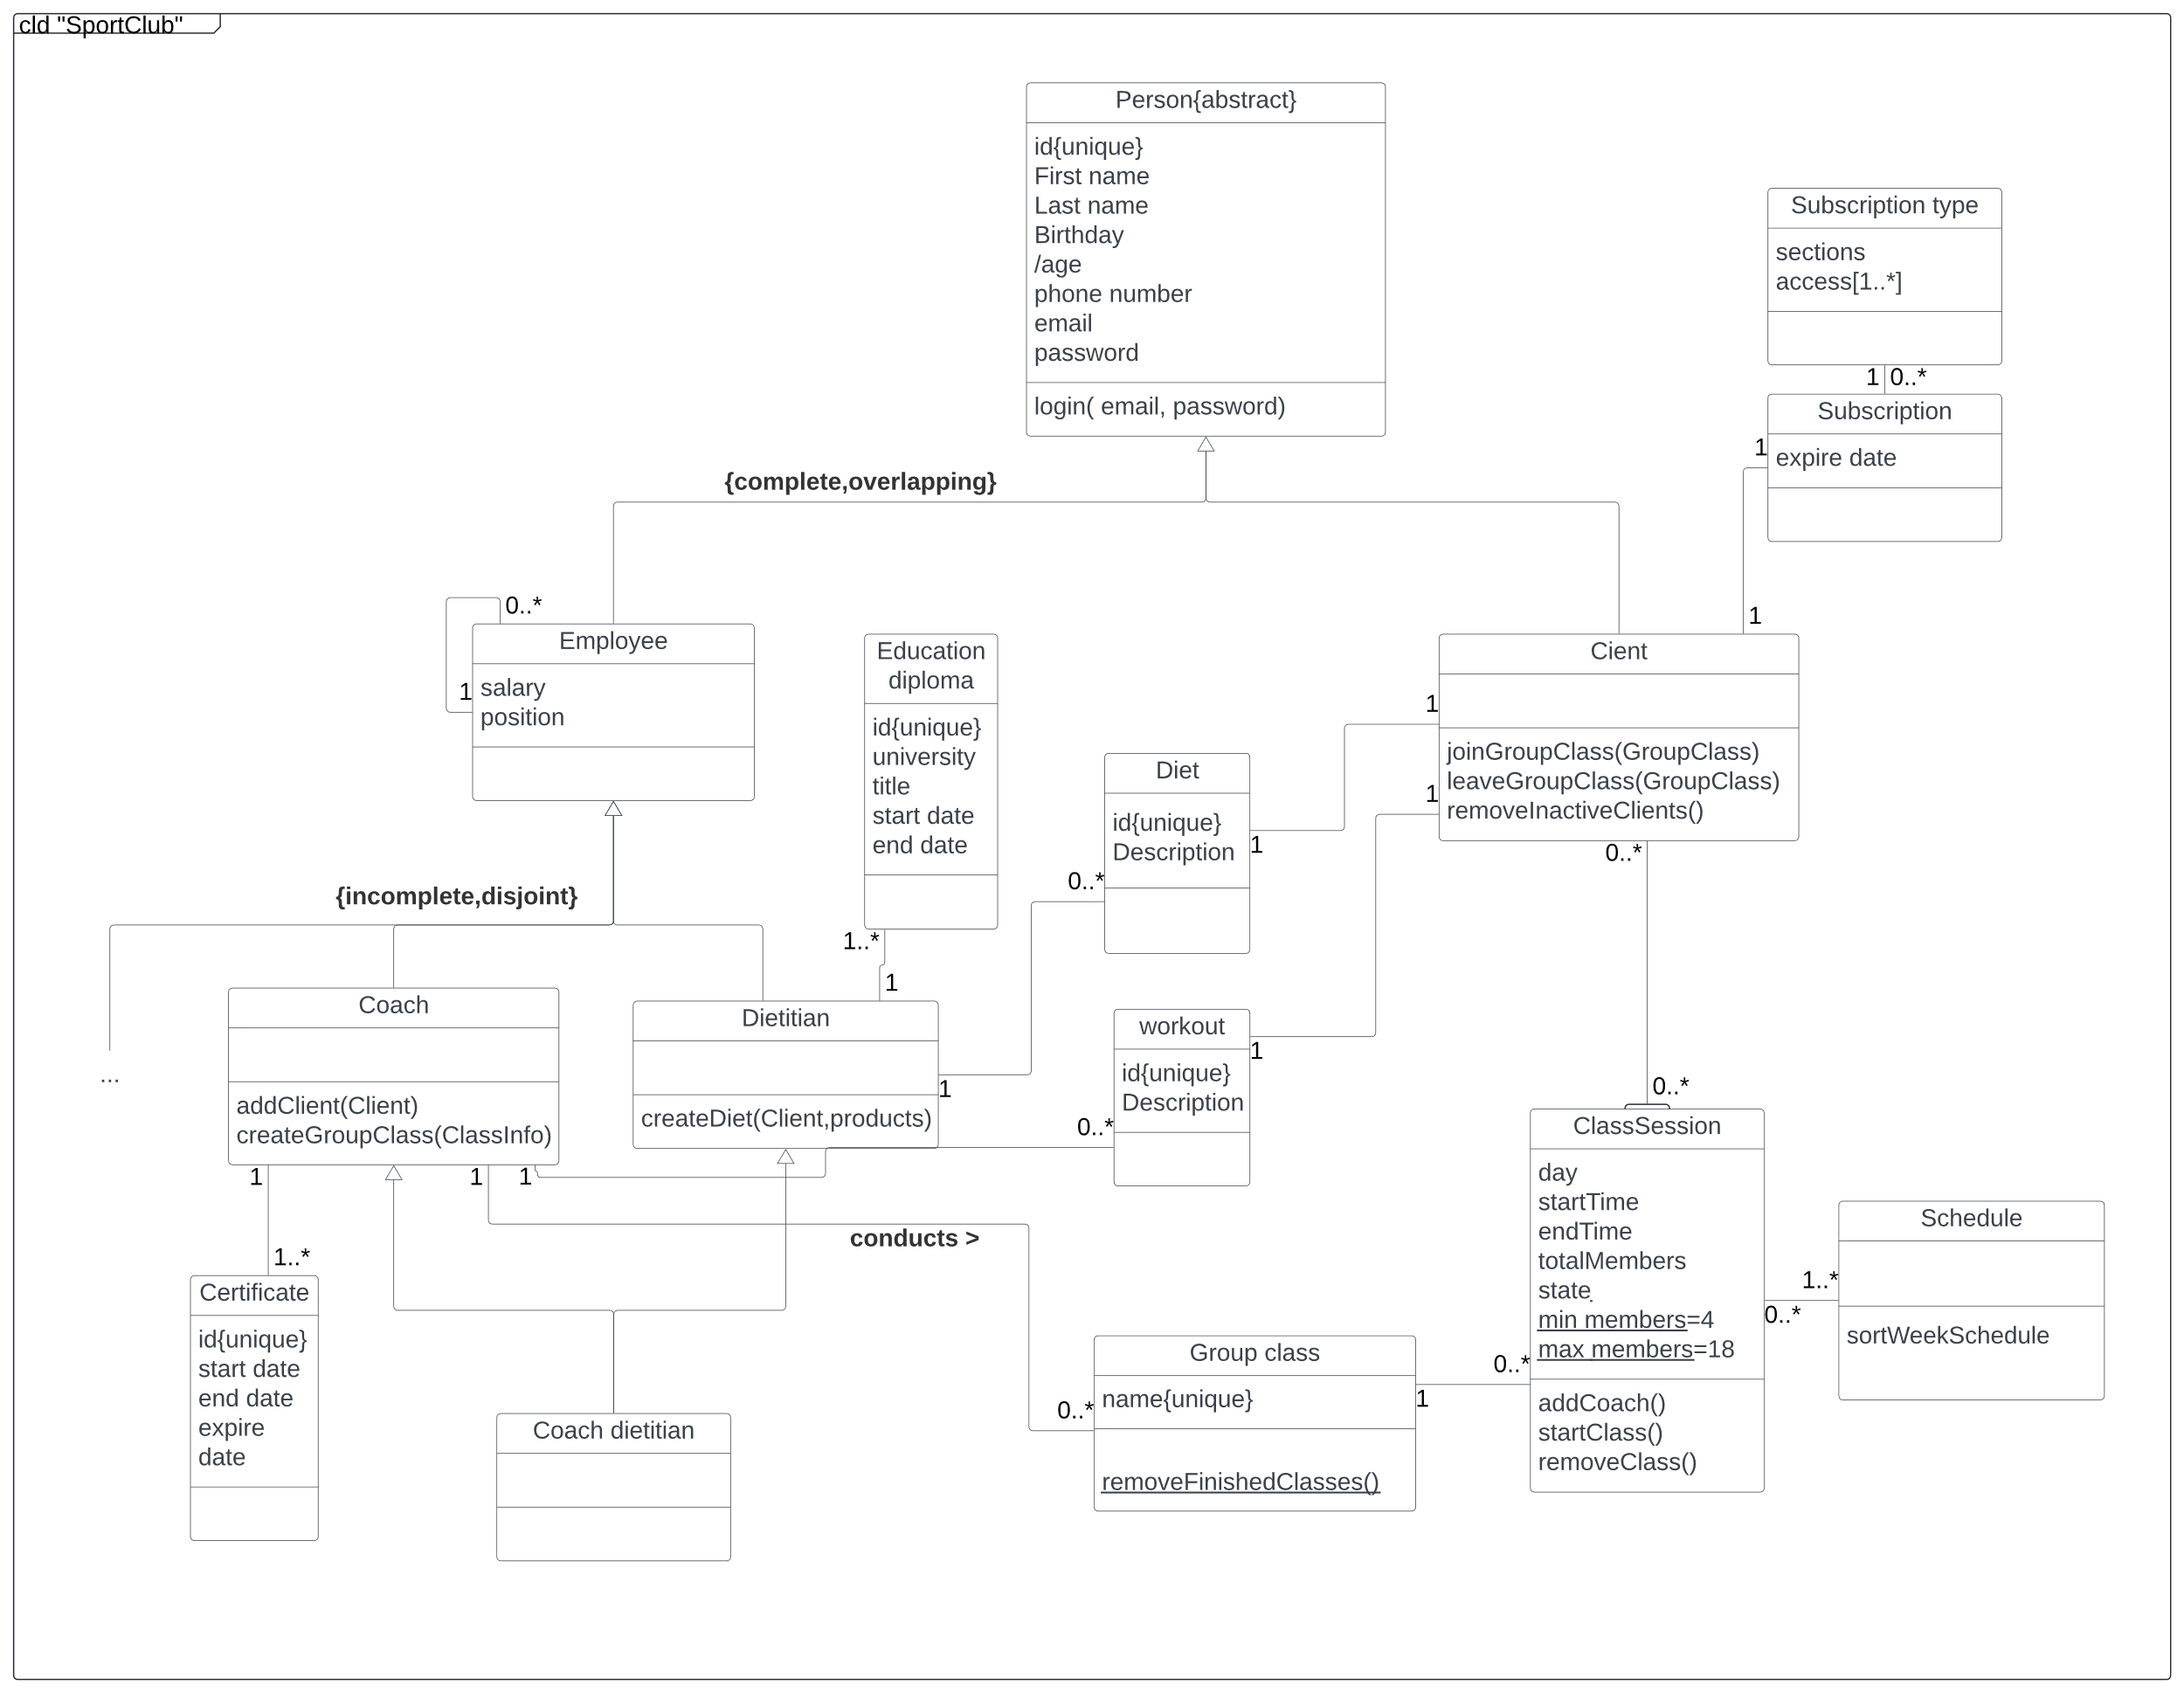 cld "SportClub"
Person{abstract}
id{unique}
First name
Last name
Birthday
/age
phone number
email
password
login( email, password)
Subscription type
sections
access[1..*]
1
0..*
Subscription
expire date
1
1
{complete,overlapping}
0..*
1
Employee
salary
position
Education
diploma
id{unique}
university
title
start date
end date
1..*
1
Cient
joinGroupClass(GroupClass)
leaveGroupClass(GroupClass)
removeInactiveClients()
1
1
0..*
Diet
id{unique}
Description
1
0..*
{incomplete,disjoint}
...
Coach
addClient(Client)
createGroupClass(ClassInfo)
1
1
1
Dietitian
createDiet(Client,products)
1
workout
id{unique}
Description
1
0..*
0..*
ClassSession
day
startTime
endTime
totalMembers
state
min members=4
max members=18
addCoach()
startClass()
removeClass()
0..*
1..*
0..*
Schedule
sortWeekSchedule
conducts >
1..*
Certificate
id{unique}
start date
end date
expire
date
Coach dietitian
0..*
Group class
name{unique}
removeFinishedClasses()
1